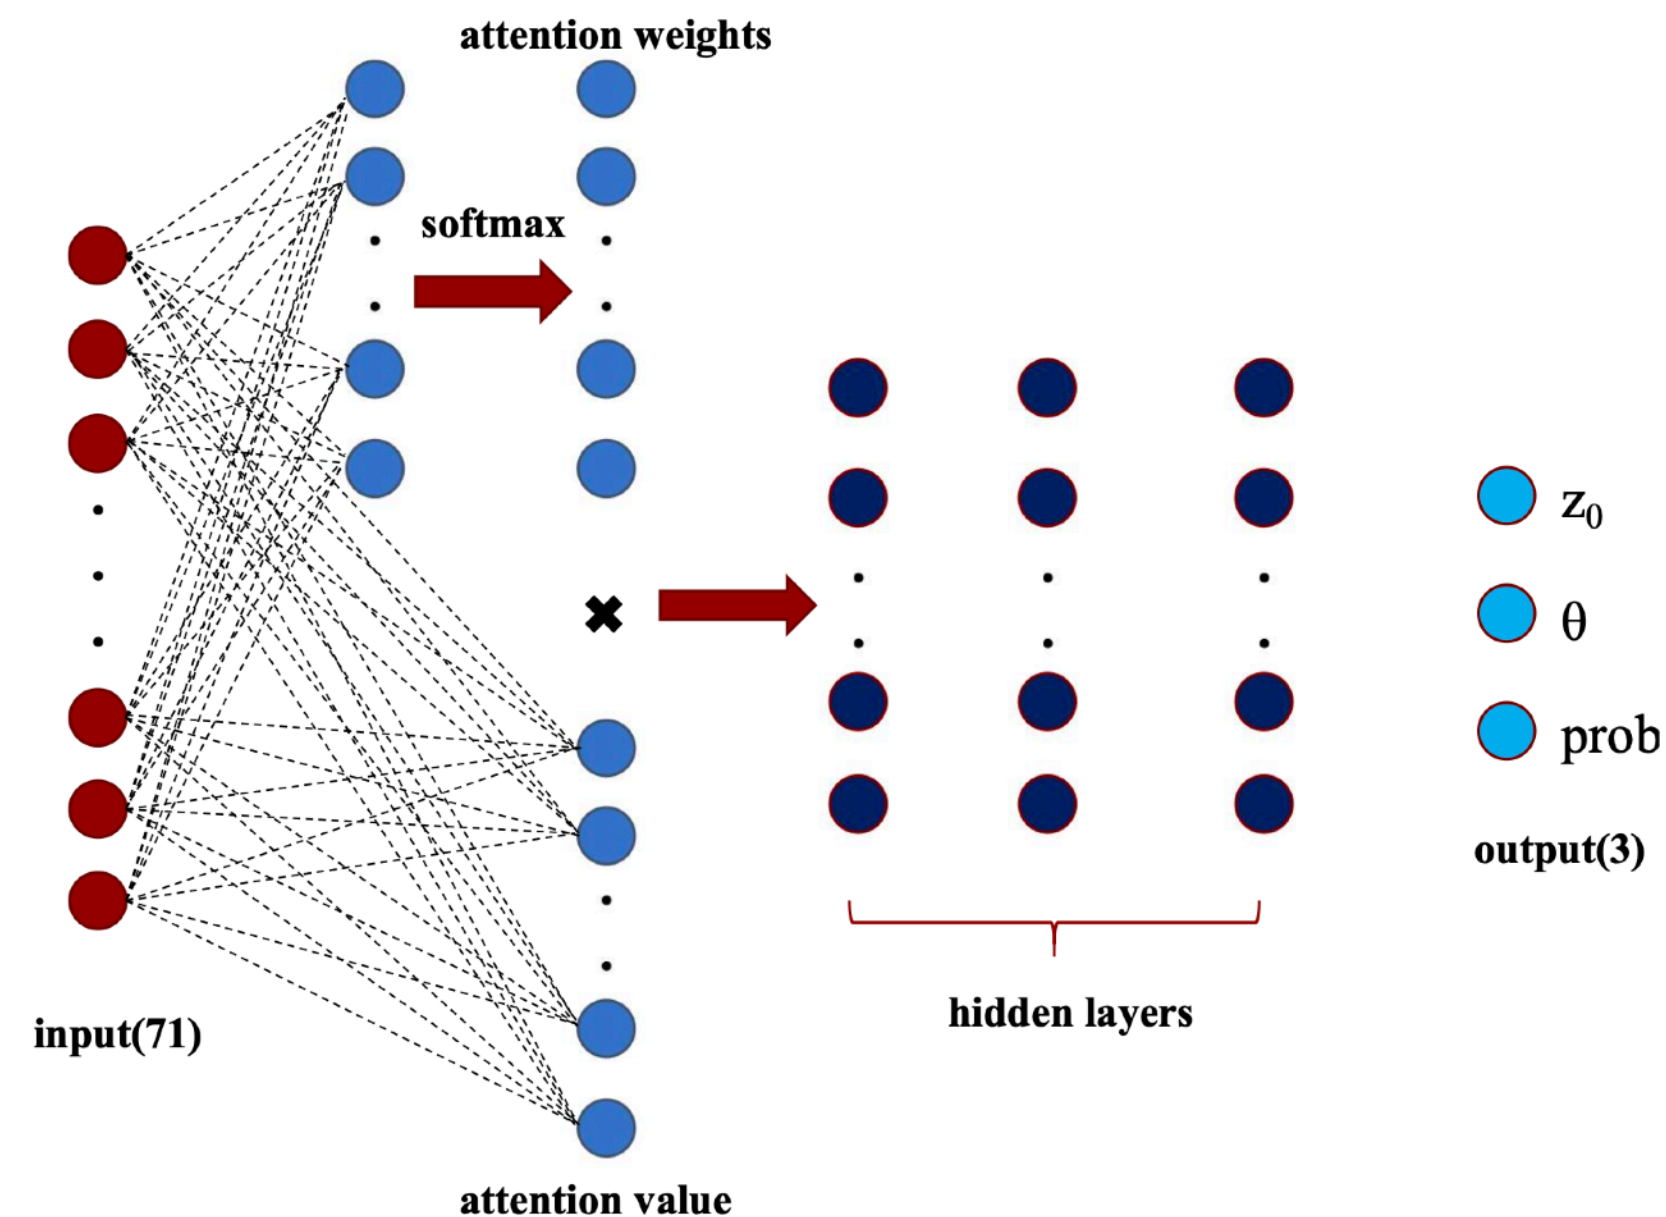 attention weights
softmax
z₀
θ
prob
output(3)
hidden layers
input(71)
attention value